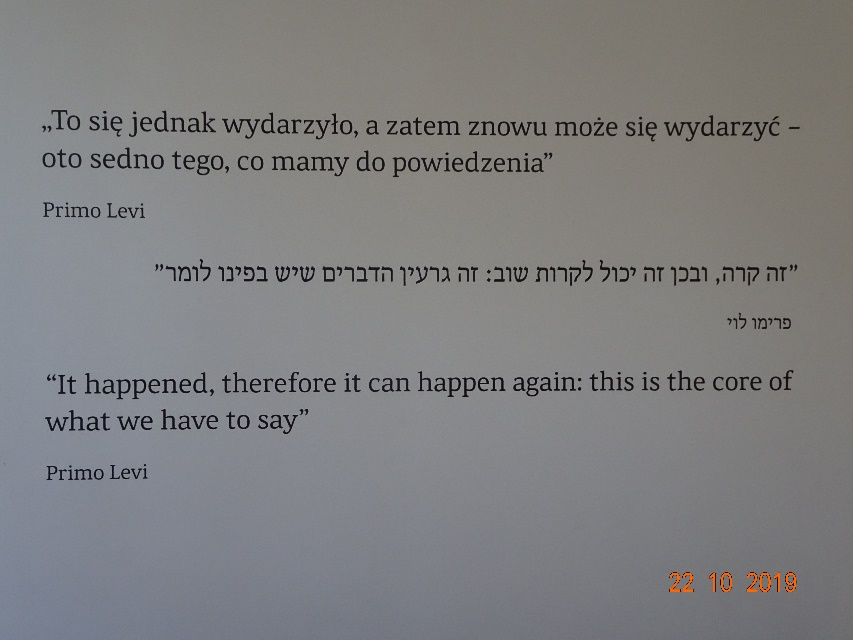 „To się jednak wydarzyło, a zatem znowu może się wydarzyć –
oto sedno tego, co mamy do powiedzenia”
Primo Levi
”זה קרה, ובכן זה יכול לקרות שוב: זה גרעין הדברים שיש בפינו לומר”
פרימו לוי
“It happened, therefore it can happen again: this is the core of
what we have to say”
Primo Levi
22 10 2019